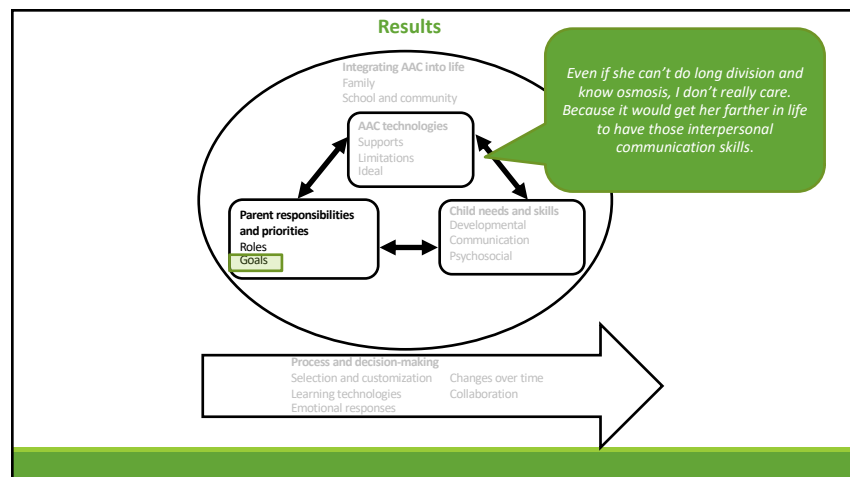 Results
Integrating AAC into life
Family
School and community
Even if she can't do long division and
know osmosis, I don't really care.
Because it would get her farther in life
to have those interpersonal
communication skills.
AAC technologies
Supports
Limitations
Ideal
Parent responsibilities
and priorities
Roles
Goals
Child needs and skills
Developmental
Communication
Psychosocial
Process and decision-making
Selection and customization
Learning technologies
Emotional responses
Changes over time
Collaboration